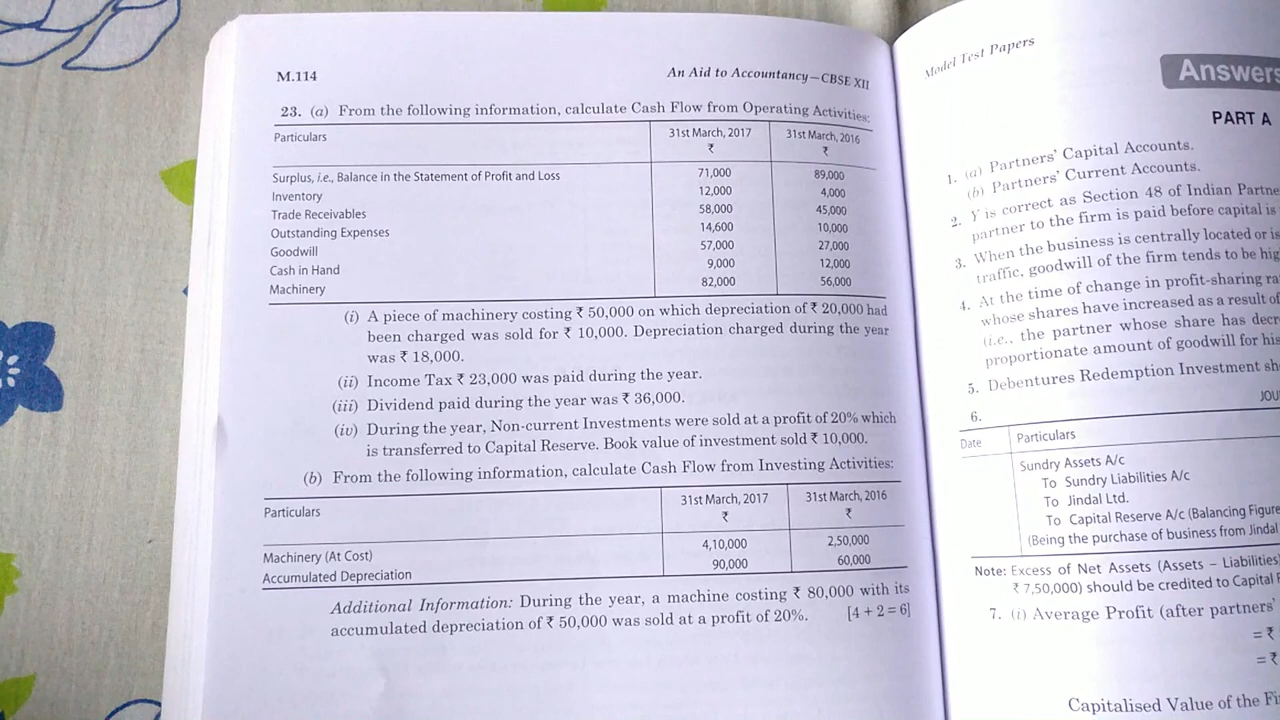 M.114
An Aid to Accountancy—CBSE XII
23. (a) From the following information, calculate Cash Flow from Operating Activities:
Particulars 31st March, 2017 31st March, 2016
₹ ₹
Surplus, i.e., Balance in the Statement of Profit and Loss 71,000 89,000
Inventory 12,000 4,000
Trade Receivables 58,000 45,000
Outstanding Expenses 14,600 10,000
Goodwill 57,000 27,000
Cash in Hand 9,000 12,000
Machinery 82,000 56,000
(i) A piece of machinery costing ₹ 50,000 on which depreciation of ₹ 20,000 had
been charged was sold for ₹ 10,000. Depreciation charged during the year
was ₹ 18,000.
(ii) Income Tax ₹ 23,000 was paid during the year.
(iii) Dividend paid during the year was ₹ 36,000.
(iv) During the year, Non-current Investments were sold at a profit of 20% which
is transferred to Capital Reserve. Book value of investment sold ₹ 10,000.
(b) From the following information, calculate Cash Flow from Investing Activities:
Particulars 31st March, 2017 31st March, 2016
₹ ₹
Machinery (At Cost) 4,10,000 2,50,000
Accumulated Depreciation 90,000 60,000
Additional Information: During the year, a machine costing ₹ 80,000 with its
accumulated depreciation of ₹ 50,000 was sold at a profit of 20%. [4 + 2 = 6]
Model Test Papers
Answers
PART A
1. (a) Partners' Capital Accounts.
(b) Partners' Current Accounts.
2. Y is correct as Section 48 of Indian Partne
partner to the firm is paid before capital is
3. When the business is centrally located or is
traffic, goodwill of the firm tends to be hig
4. At the time of change in profit-sharing ra
whose shares have increased as a result of
(i.e., the partner whose share has decr
proportionate amount of goodwill for his
5. Debentures Redemption Investment sh
6.
JOU
Date Particulars
Sundry Assets A/c
To Sundry Liabilities A/c
To Jindal Ltd.
To Capital Reserve A/c (Balancing Figure
(Being the purchase of business from Jindal
Note: Excess of Net Assets (Assets – Liabilities
₹ 7,50,000) should be credited to Capital
7. (i) Average Profit (after partners'
= ₹
= ₹
Capitalised Value of the Fi